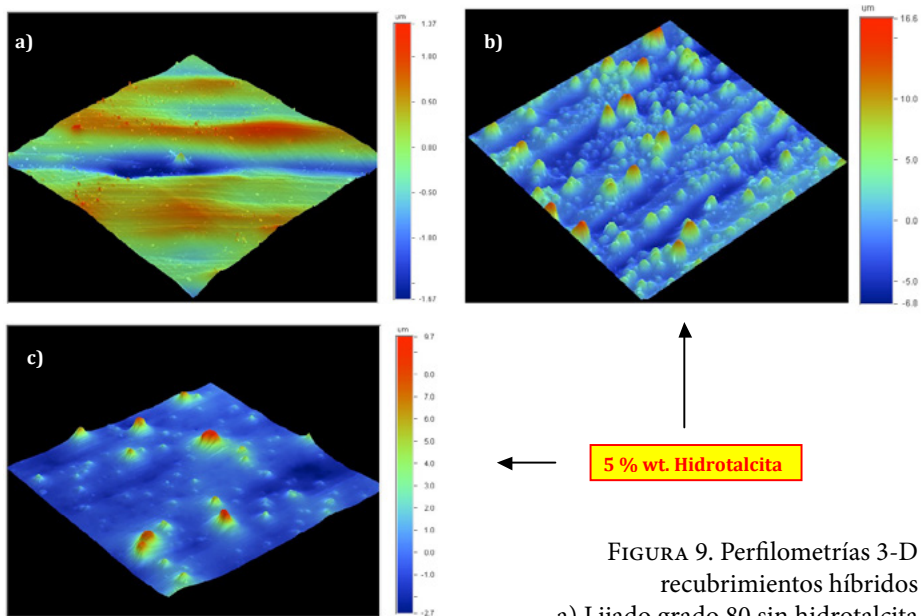 um
a)
1.37
1.80
0.50
0.00
-0.50
-1.80
-1.67
um
b)
16.6
10.0
5.0
0.0
-5.0
-6.8
um
c)
9.7
0.0
7.0
6.0
5.0
4.0
3.0
2.0
1.0
0.0
-1.0
-2.7
5 % wt. Hidrotalcita
FIGURA 9. Perfilometrías 3-D
recubrimientos híbridos
a) Lijado grado 80 sin hidrotalcita